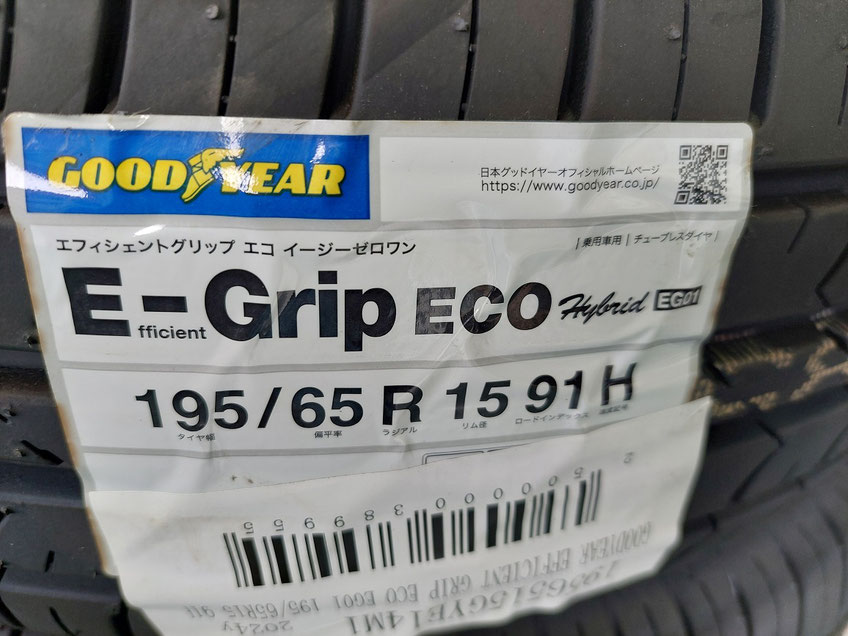 GOODYEAR
日本グッドイヤーオフィシャルホームページ
https://www.goodyear.co.jp/
エフィシェントグリップ エコ イージーゼロワン
|乗用車用|チューブレスタイヤ|
E-Grip ECO Hybrid EG01
fficient
195/65 R 15 91 H
タイヤ幅 偏平率 ラジアル リム径 ロードインデックス 速度記号
2500003899955
GOODYEAR EFFICIENT GRIP ECO EG01 195/65R15 91
1956515GYE14M1
2024y